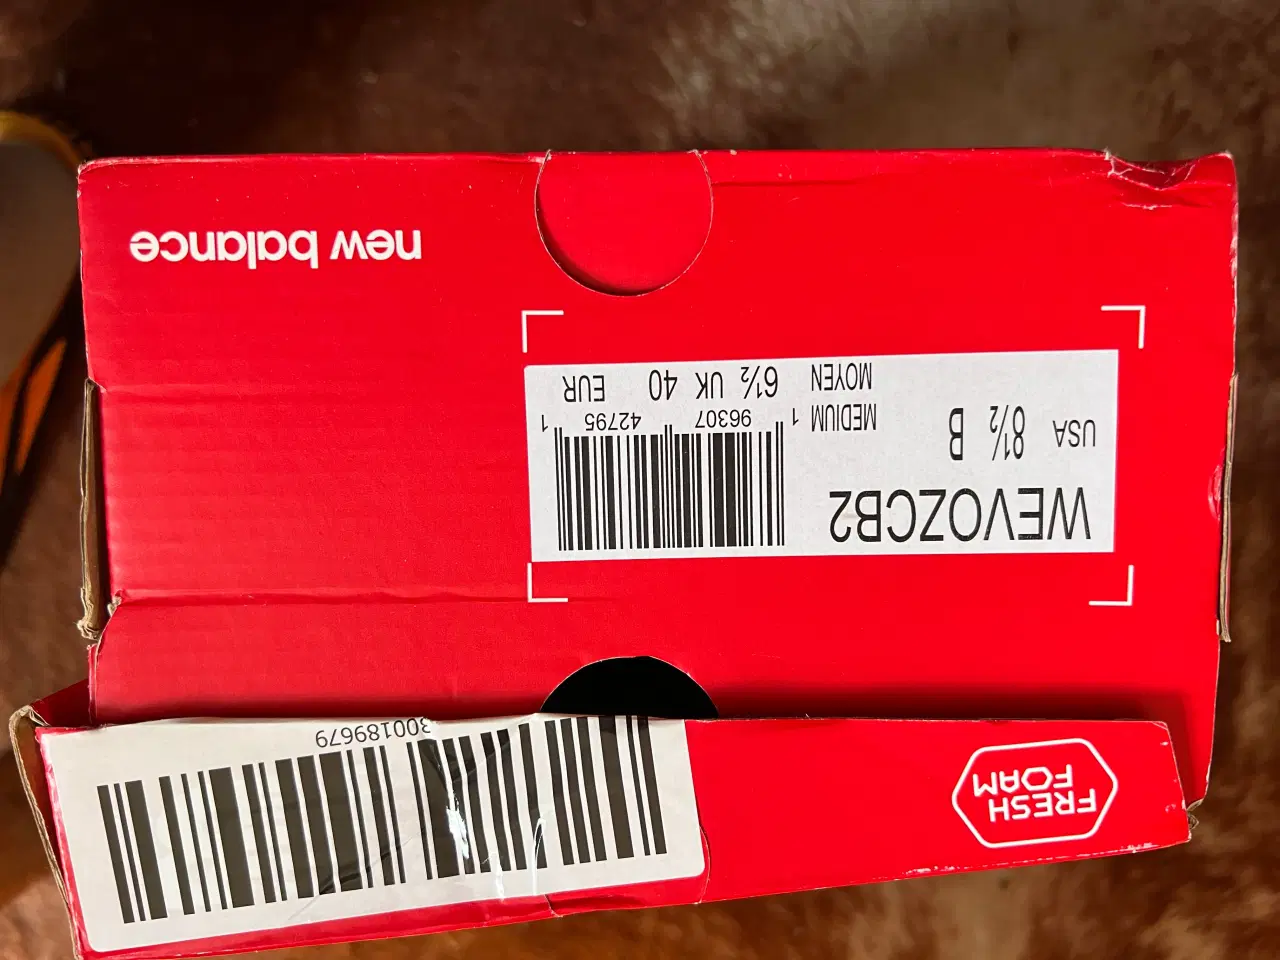 FRESH
FOAM
300189679
WEVOZCB2
USA 8½ B
MEDIUM
MOYEN
1 96307 42795 1
6½ UK 40 EUR
new balance